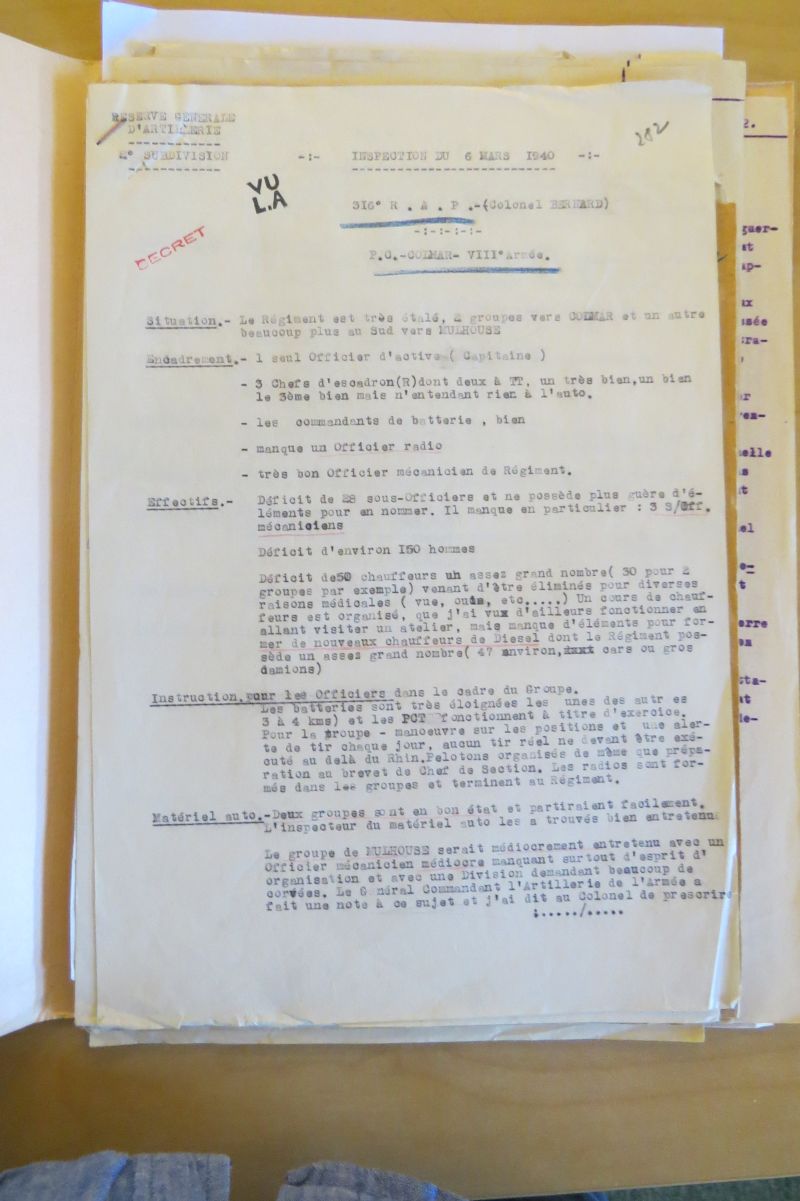 RESERVE GENERALE
D'ARTILLERIE
282
2.
SUBDIVISION -:- INSPECTION DU 6 MARS 1940 -:-
VU
L.A
316° R . A . P .-(Colonel BERNARD)
-:-:-:-:-
P.C.-COLMAR- VIII°Armée.
Situation.- Le Régiment est très étalé, 2 groupes vers COLMAR et un autre
beaucoup plus au Sud vers MULHOUSE
Encadrement.- 1 seul Officier d'active ( Capitaine )
- 3 Chefs d'escadron(R)dont deux à TT, un très bien,un bien
le 3ème bien mais n'entendant rien à l'auto.
- les commandants de batterie , bien
- manque un Officier radio
- très bon Officier mécanicien de Régiment.
Effectifs.- Déficit de 28 sous-Officiers et ne possède plus guère d'é-
léments pour en nommer. Il manque en particulier : 3 S/Off.
mécaniciens
Déficit d'environ I50 hommes
Déficit de50 chauffeurs un assez grand nombre( 30 pour 2
groupes par exemple) venant d'être éliminés pour diverses
raisons médicales ( vue, etc.....) Un cours de chauf-
feurs est organisé, que j'ai vu d'ailleurs fonctionner en
allant visiter un atelier, mais manque d'éléments pour for-
mer de nouveaux chauffeurs de Diesel dont le Régiment pos-
sède un assez grand nombre( 47 environ, cars ou gros
camions)
Instruction.pour les Officiers dans le cadre du Groupe.
Les batteries sont très éloignées les unes des autr es
3 à 4 kms) et les PCT fonctionnent à titre d'exercice.
Pour la groupe - manoeuvre sur les positions et une aler-
te de tir chaque jour, aucun tir réel ne devant être exé-
cuté au delà du Rhin.Pelotons organisés de même que prépa-
ration au brevet de Chef de Section. Les radios sont for-
més dans les groupes et terminent au Régiment.
Matériel auto.-Deux groupes sont en bon état et partiraient facilement.
L'inspecteur du matériel auto les a trouvés bien entretenu
Le groupe de MULHOUSE serait médiocrement entretenu avec un
Officier mécanicien médiocre manquant surtout d'esprit d'
organisation et avec une Division demandant beaucoup de
corvées. Le G énéral Commandant l'Artillerie de l'Armée a
fait une note à ce sujet et j'ai dit au Colonel de prescrire
;...../.....